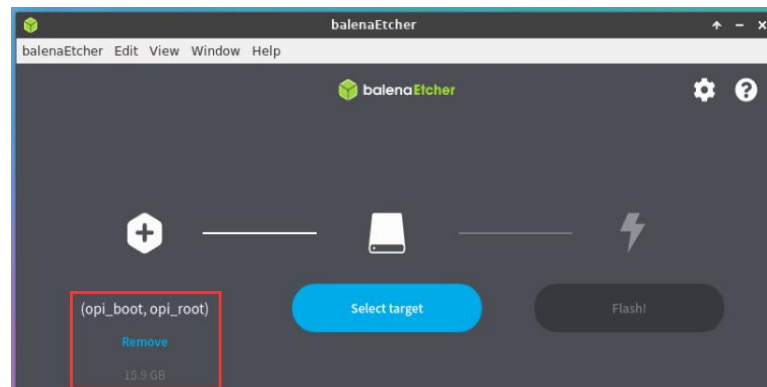 balenaEtcher
balenaEtcher Edit View Window Help
balenaEtcher
(opi_boot, opi_root)
Select target
Flash!
Remove
15.9 GB